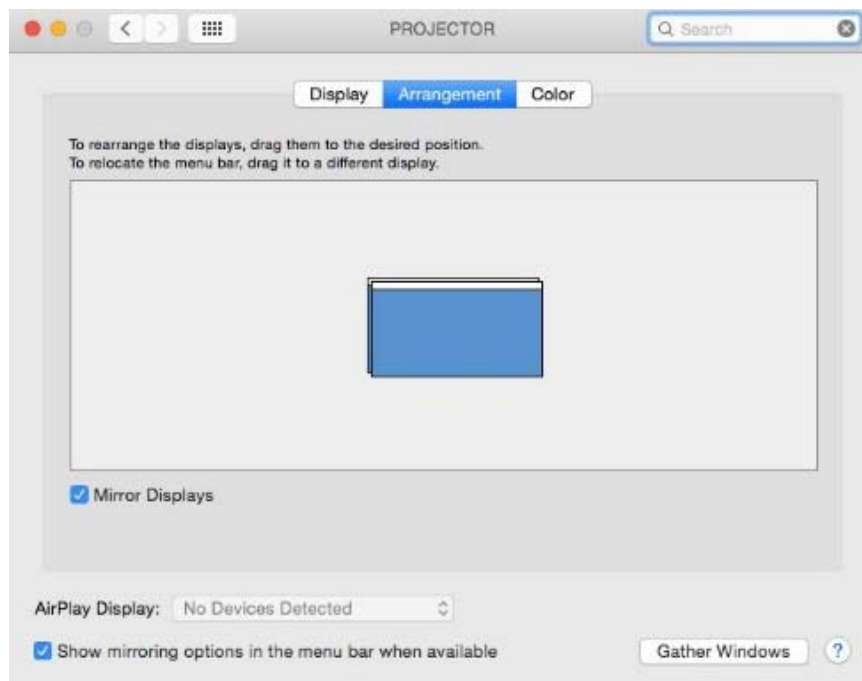 PROJECTOR
Search
Display Arrangement Color
To rearrange the displays, drag them to the desired position.
To relocate the menu bar, drag it to a different display.
Mirror Displays
AirPlay Display: No Devices Detected
Show mirroring options in the menu bar when available
Gather Windows ?